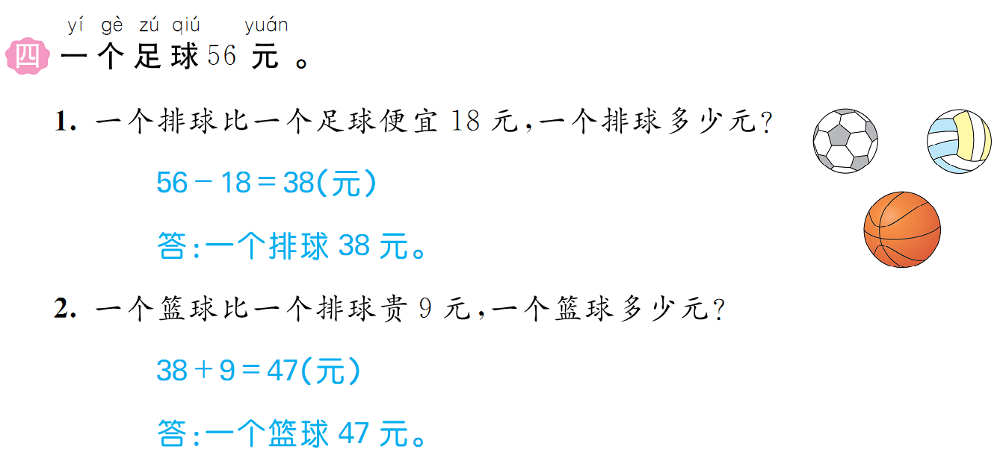 yí gè zú qiú yuán
四 一个足球56元。
1. 一个排球比一个足球便宜18元,一个排球多少元?
56-18=38(元)
答:一个排球38元。
2. 一个篮球比一个排球贵9元,一个篮球多少元?
38+9=47(元)
答:一个篮球47元。